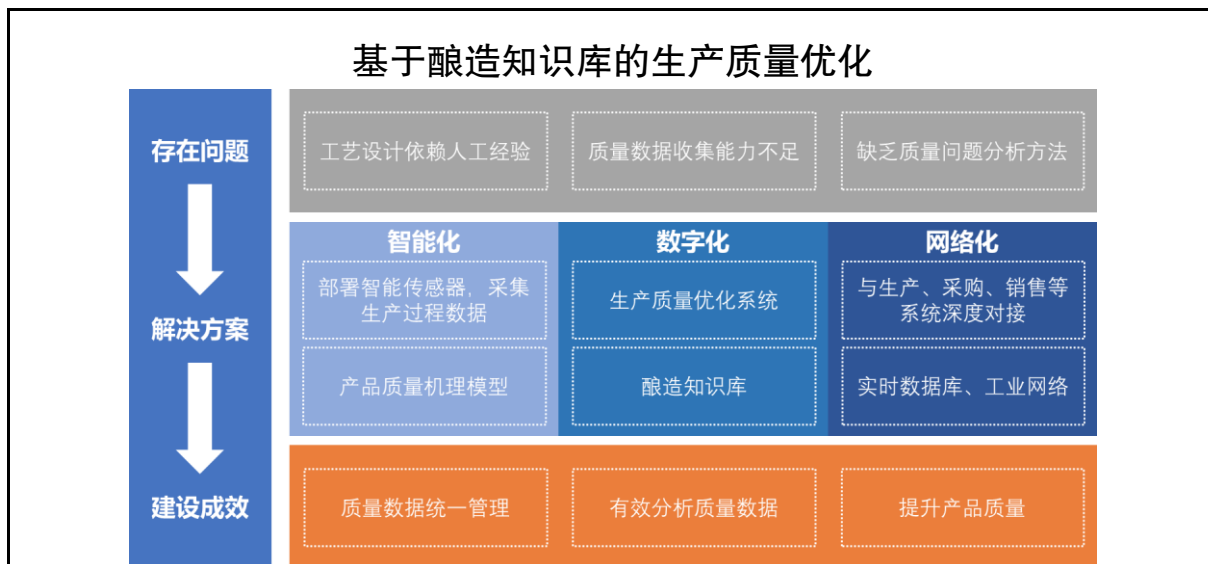 基于酿造知识库的生产质量优化
存在问题
工艺设计依赖人工经验
质量数据收集能力不足
缺乏质量问题分析方法
解决方案
智能化
部署智能传感器，采集
生产过程数据
产品质量机理模型
数字化
生产质量优化系统
酿造知识库
网络化
与生产、采购、销售等
系统深度对接
实时数据库、工业网络
建设成效
质量数据统一管理
有效分析质量数据
提升产品质量